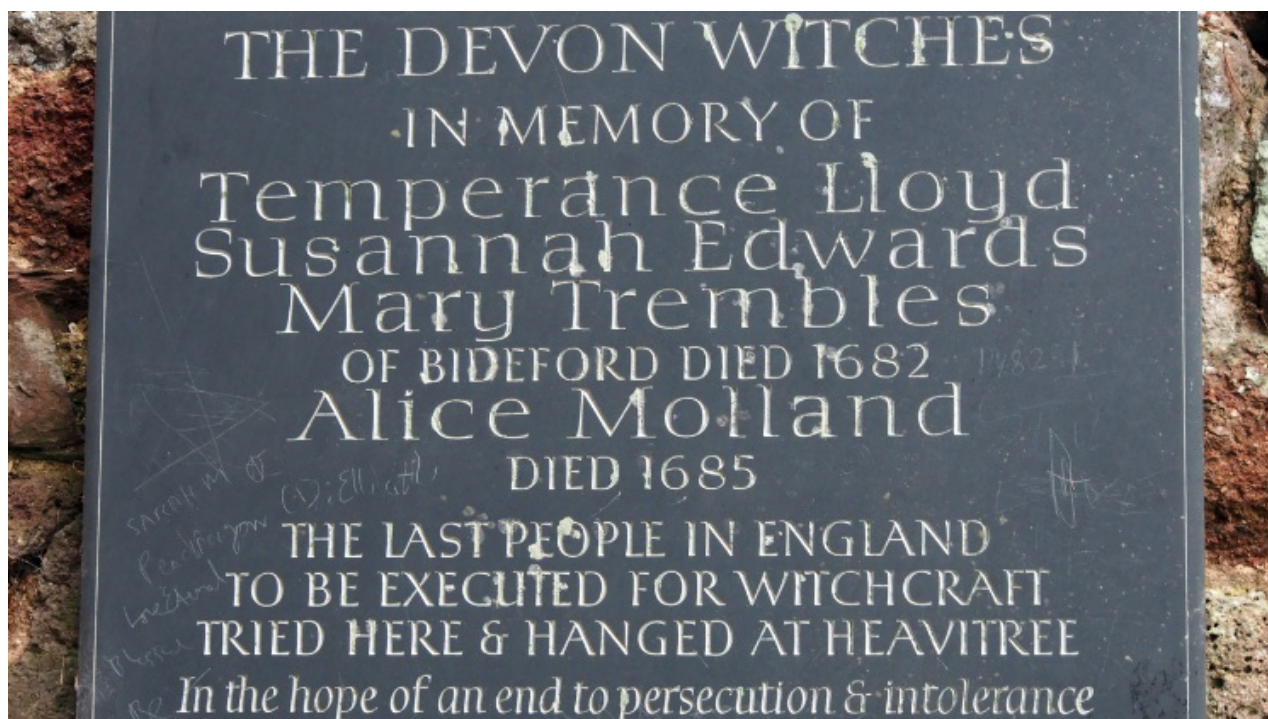 THE DEVON WITCHES
IN MEMORY OF
Temperance Lloyd
Susannah Edwards
Mary Trembles
OF BIDEFORD DIED 1682
Alice Molland
DIED 1685
SARAH M
THE LAST PEOPLE IN ENGLAND
TO BE EXECUTED FOR WITCHCRAFT
TRIED HERE & HANGED AT HEAVITREE
In the hope of an end to persecution & intolerance